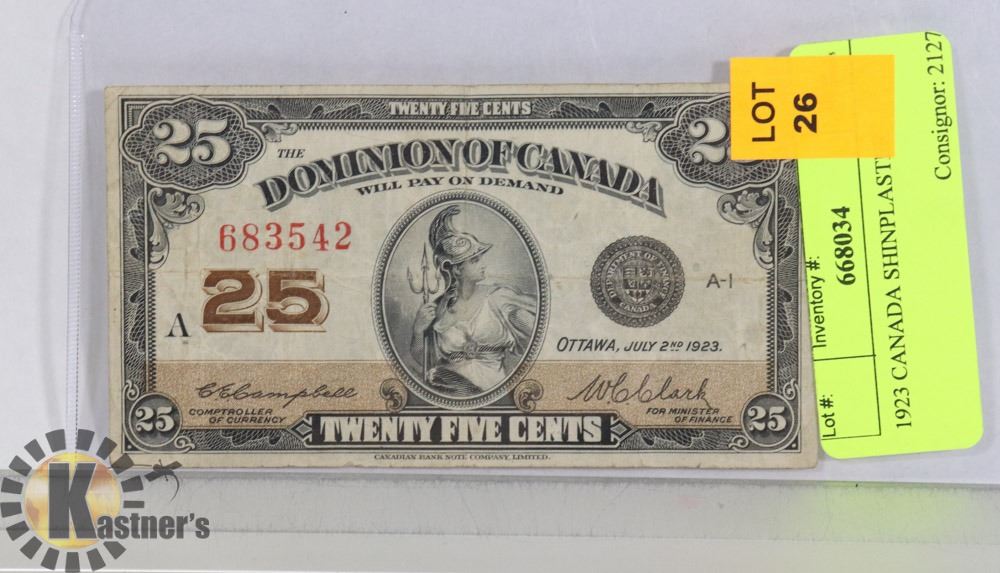 TWENTY FIVE CENTS
25
THE
DOMINION OF CANADA
WILL PAY ON DEMAND
683542
25
A
A-1
OTTAWA, JULY 2ND 1923.
C E Campbell
COMPTROLLER
OF CURRENCY
W C Clark
FOR MINISTER
OF FINANCE
25
TWENTY FIVE CENTS
25
CANADIAN BANK NOTE COMPANY, LIMITED.
LOT
26
Lot #:
Inventory #:
668034
1923 CANADA SHINPLAST
Consignor: 2127
Kastner's